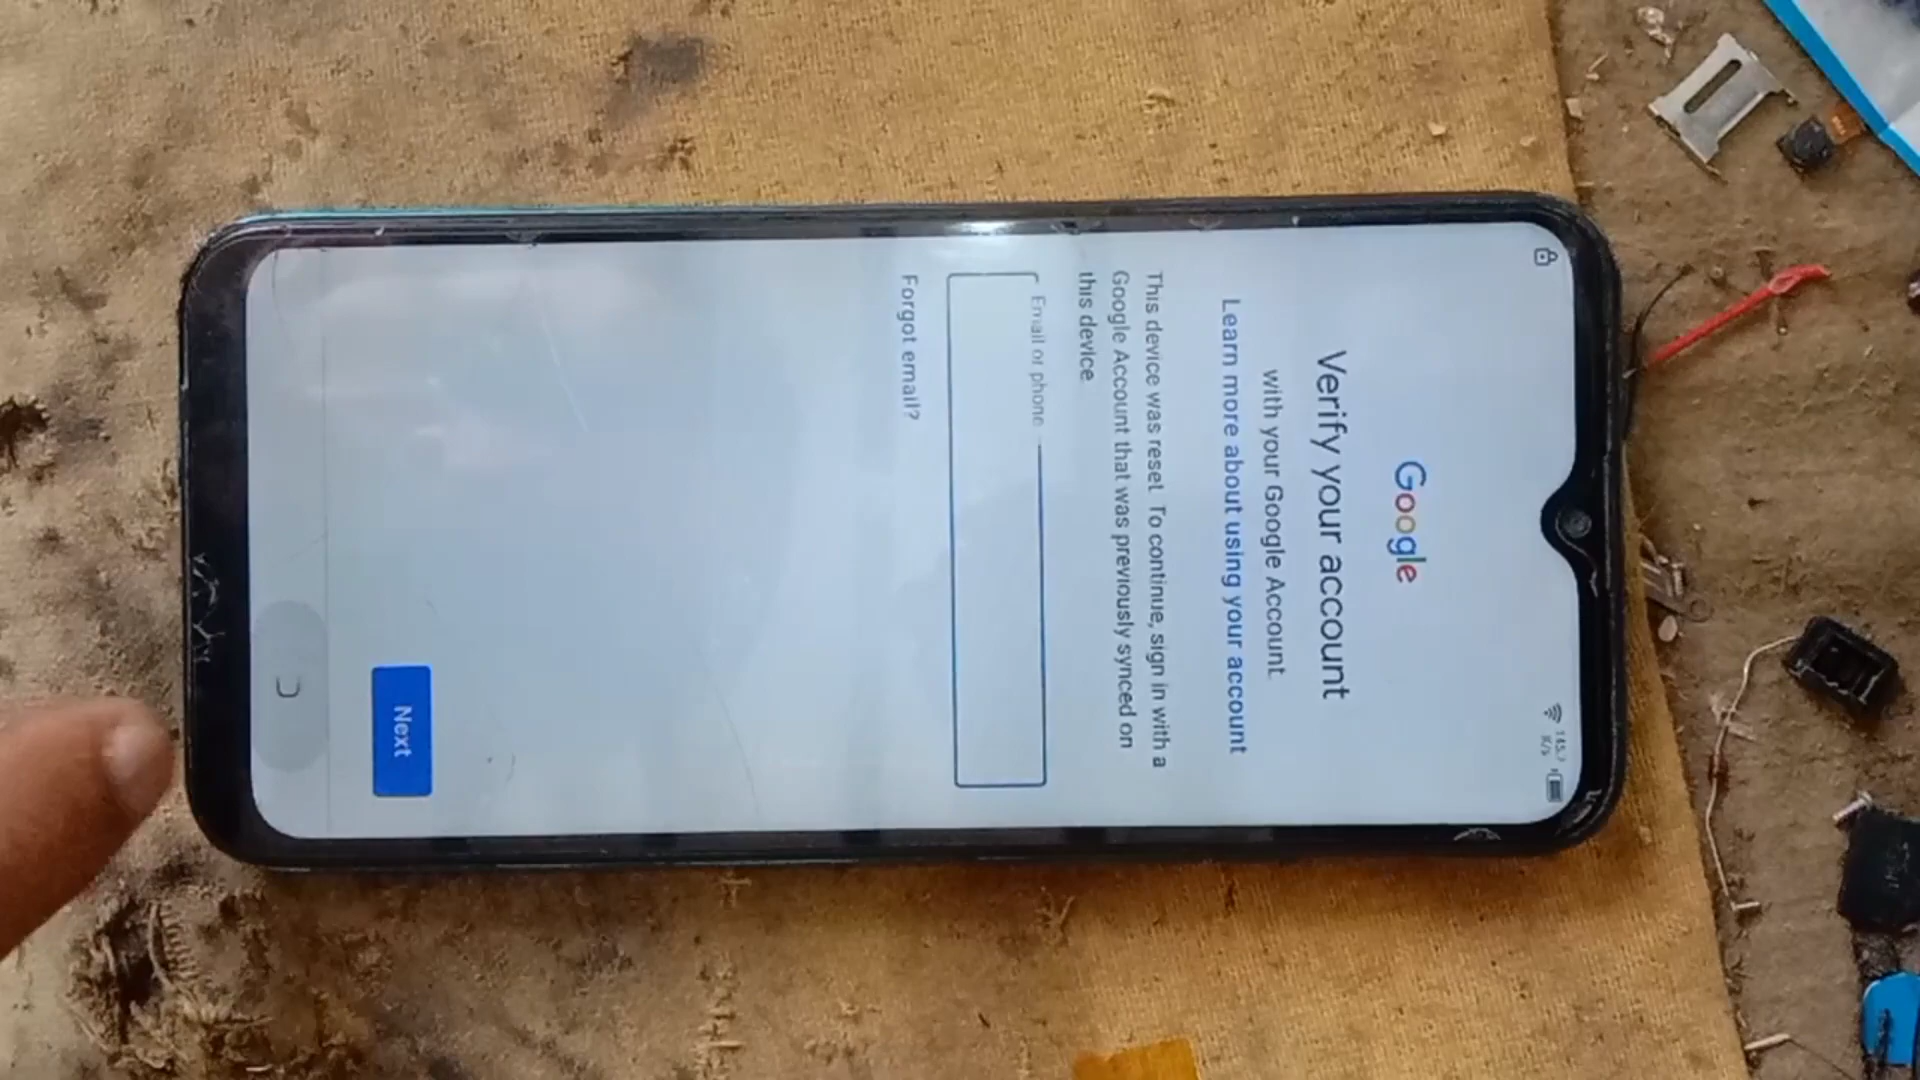 Google
Verify your account
with your Google Account.
Learn more about using your account
This device was reset. To continue, sign in with a
Google Account that was previously synced on
this device.
Email or phone
Forgot email?
Next